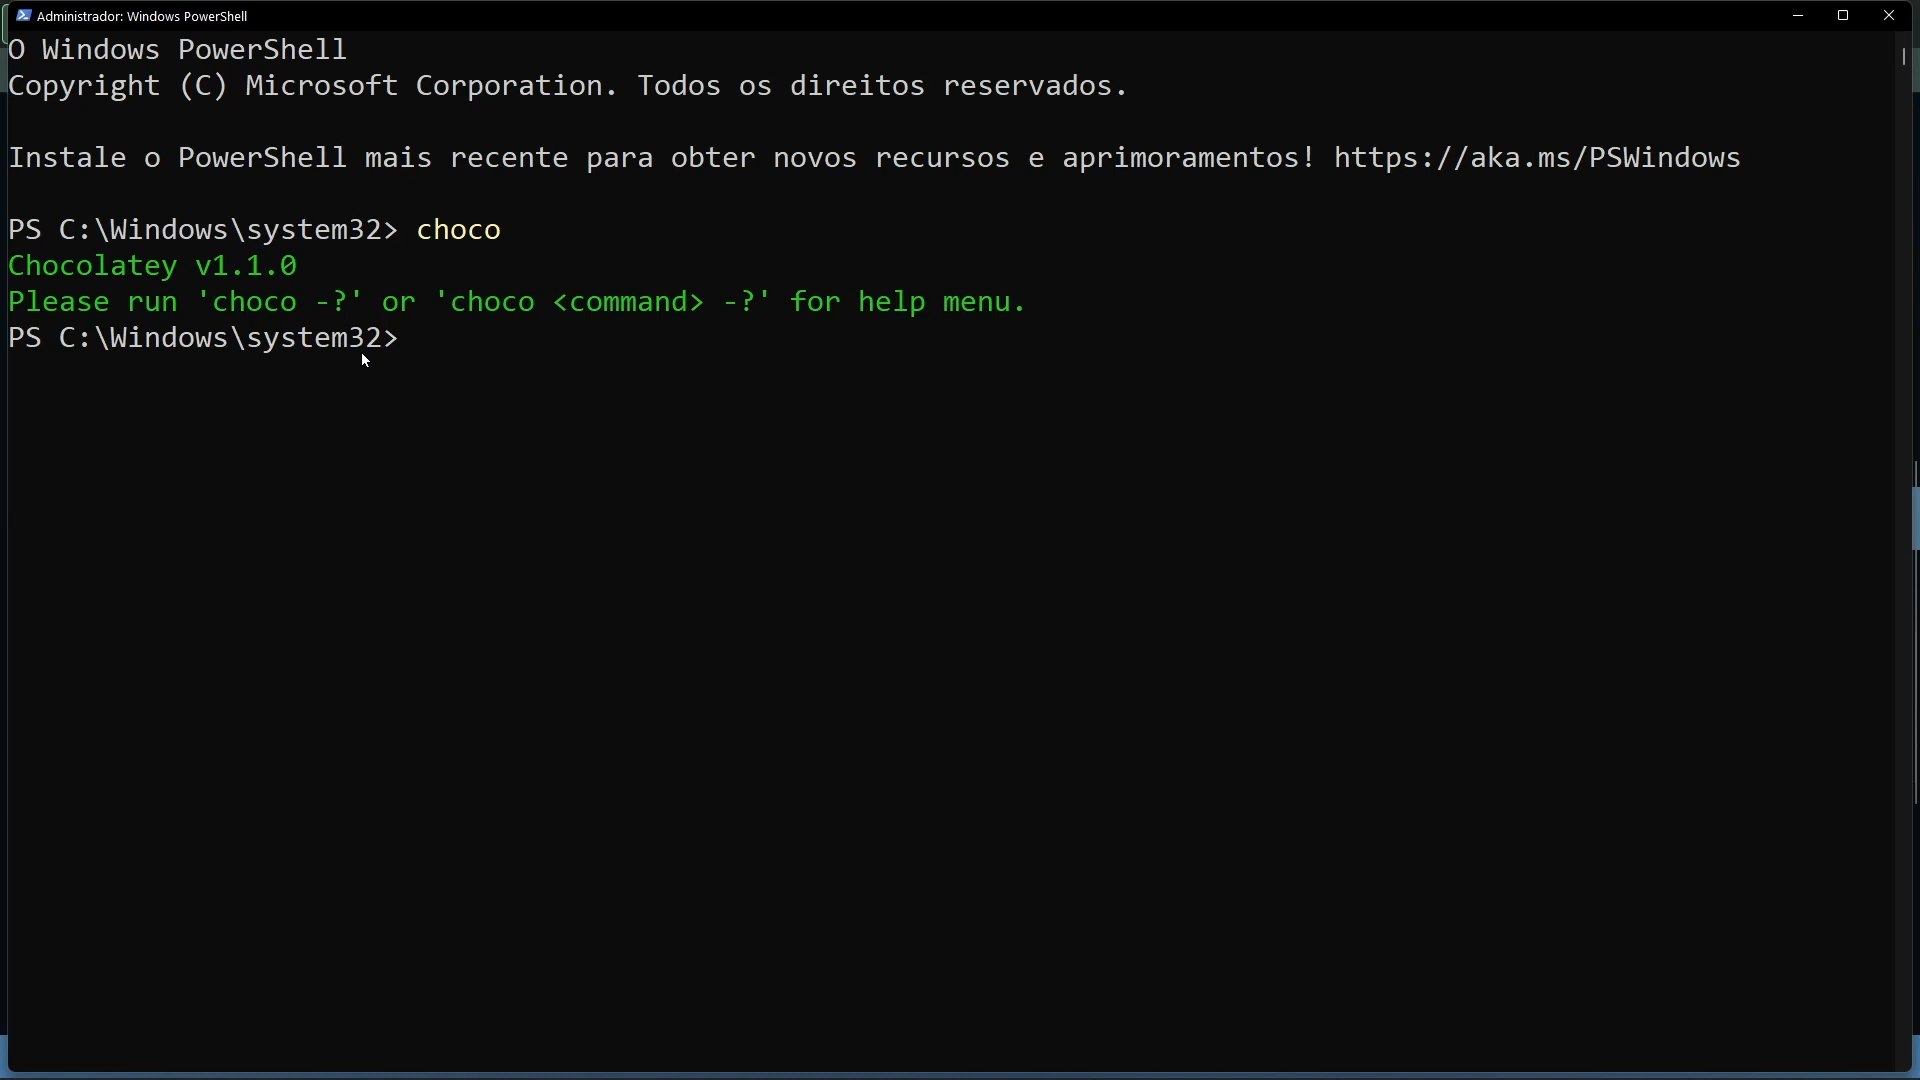 Administrador: Windows PowerShell
O Windows PowerShell
Copyright (C) Microsoft Corporation. Todos os direitos reservados.
Instale o PowerShell mais recente para obter novos recursos e aprimoramentos! https://aka.ms/PSWindows
PS C:\Windows\system32> choco
Chocolatey v1.1.0
Please run 'choco -?' or 'choco <command> -?' for help menu.
PS C:\Windows\system32>